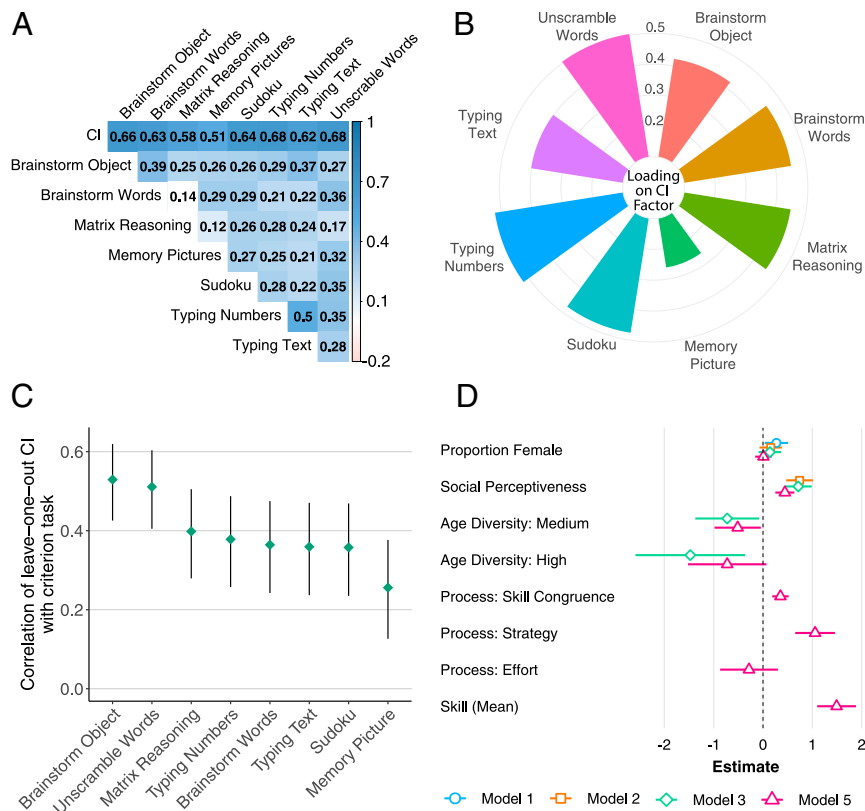 A
Brainstorm Object
Brainstorm Words
Matrix Reasoning
Memory Pictures
Sudoku
Typing Numbers
Typing Text
Unscrable Words
CI 0.66 0.63 0.58 0.51 0.64 0.68 0.62 0.68
Brainstorm Object 0.39 0.25 0.26 0.26 0.29 0.37 0.27
Brainstorm Words 0.14 0.29 0.29 0.21 0.22 0.36
Matrix Reasoning 0.12 0.26 0.28 0.24 0.17
Memory Pictures 0.27 0.25 0.21 0.32
Sudoku 0.28 0.22 0.35
Typing Numbers 0.5 0.35
Typing Text 0.28
1
0.7
0.4
0.1
-0.2
B
Unscramble
Words
Brainstorm
Object
Brainstorm
Words
Matrix
Reasoning
Memory
Picture
Sudoku
Typing
Numbers
Typing
Text
0.5
0.4
0.3
0.2
Loading
on CI
Factor
C
Correlation of leave−one−out CI
with criterion task
0.6
0.4
0.2
0.0
Brainstorm Object
Unscramble Words
Matrix Reasoning
Typing Numbers
Brainstorm Words
Typing Text
Sudoku
Memory Picture
D
Proportion Female
Social Perceptiveness
Age Diversity: Medium
Age Diversity: High
Process: Skill Congruence
Process: Strategy
Process: Effort
Skill (Mean)
-2 -1 0 1 2
Estimate
Model 1 Model 2 Model 3 Model 5